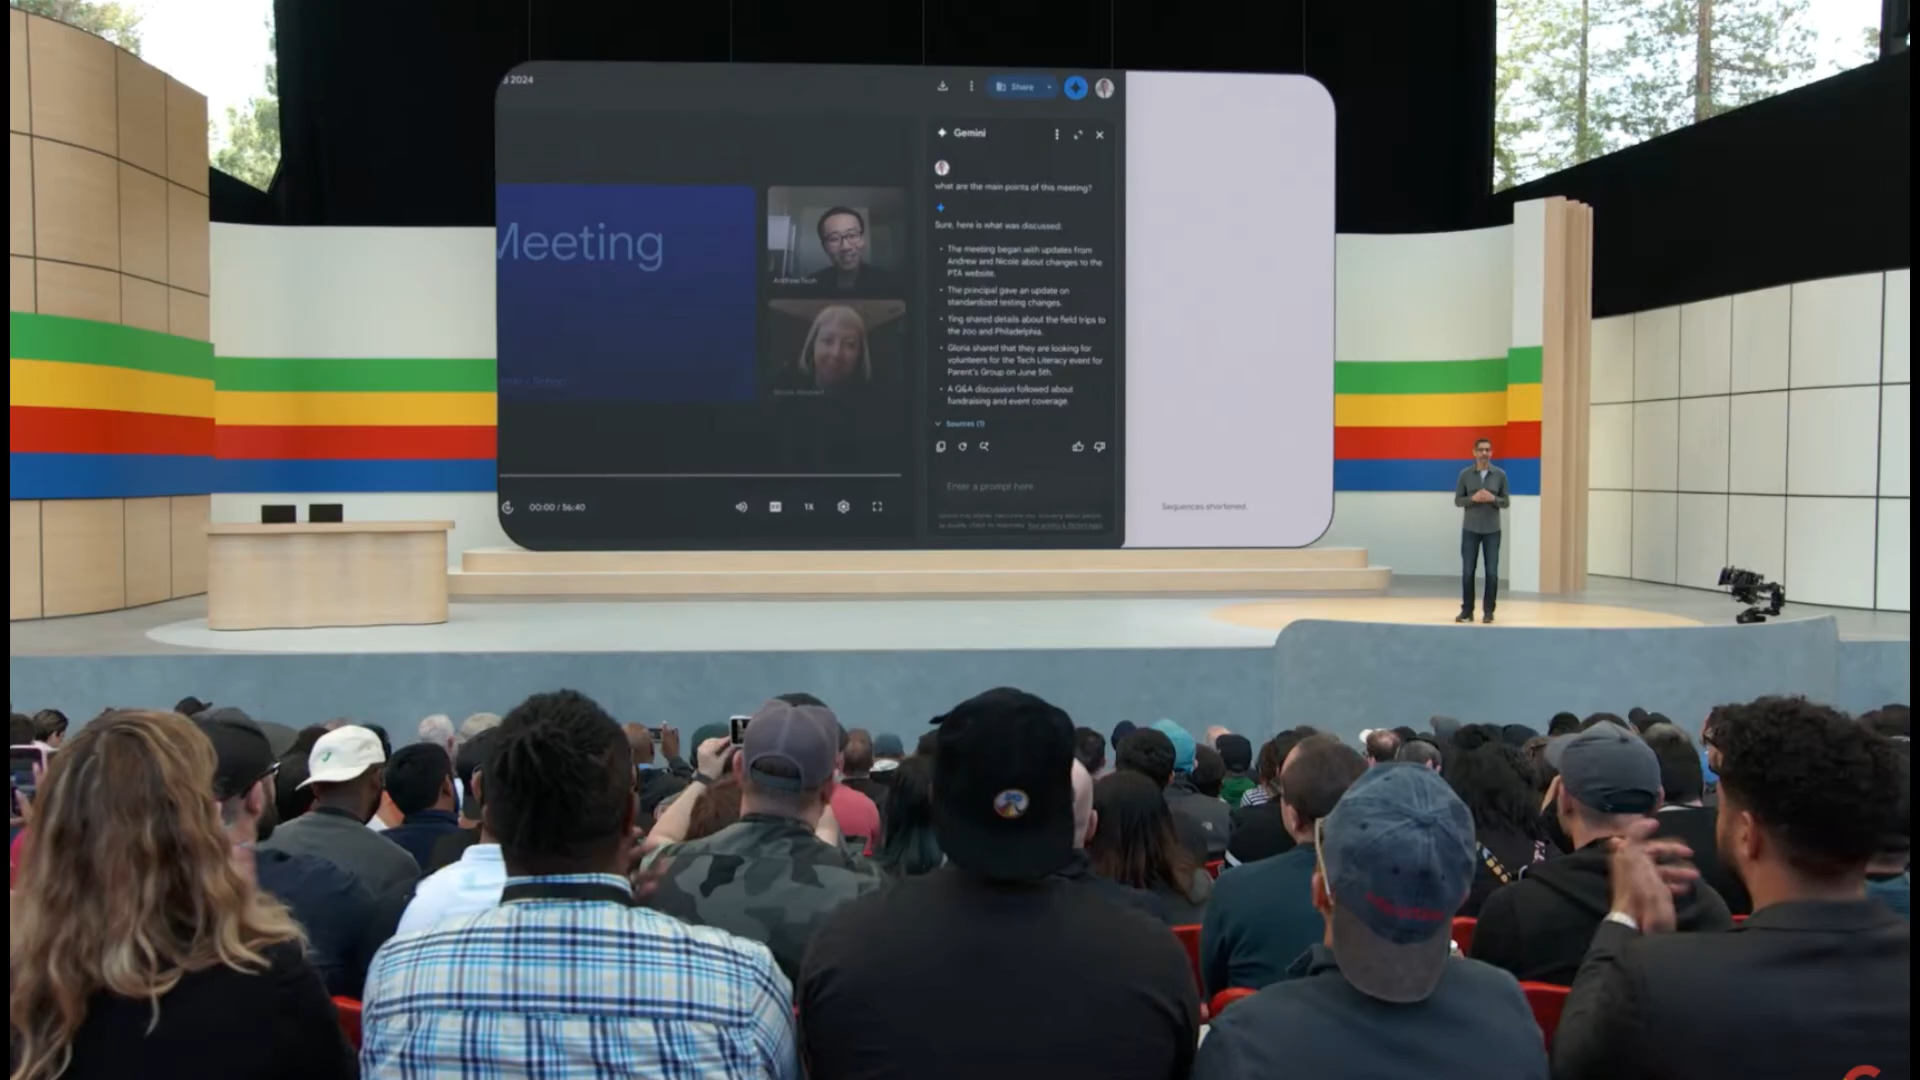 2024
Share
Gemini
what are the main points of this meeting?
Sure, here is what was discussed:
• The meeting began with updates from
Andrew and Nicole about changes to the
PTA website.
• The principal gave an update on
standardized testing changes.
• Ying shared details about the field trips to
the zoo and Philadelphia.
• Gloria shared that they are looking for
volunteers for the Tech Literacy event for
Parent's Group on June 5th.
• A Q&A discussion followed about
fundraising and event coverage.
Sources (1)
Enter a prompt here
Meeting
00:00 / 56:40
1X
Sequences shortened.